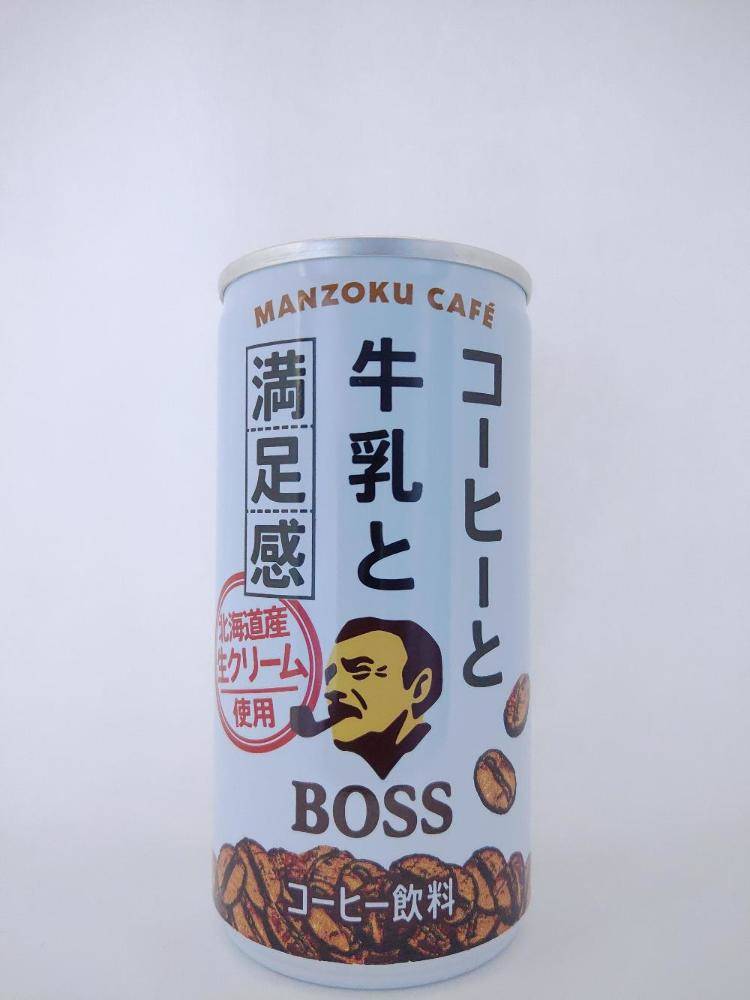 MANZOKU CAFÉ
コーヒーと
牛乳と
満足感
北海道産
生クリーム
使用
BOSS
コーヒー飲料